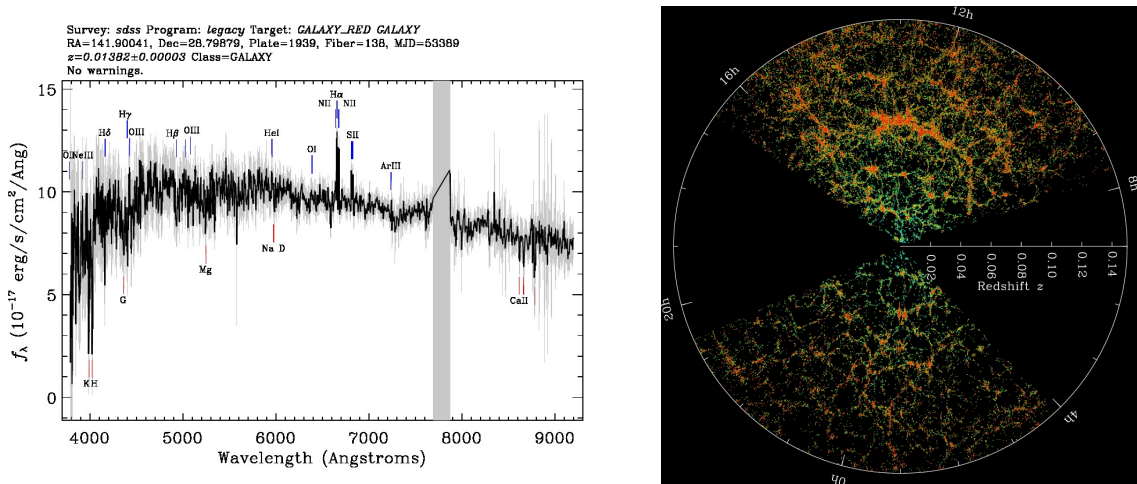 Survey: sdss Program: legacy Target: GALAXY_RED GALAXY
RA=141.90041, Dec=28.79879, Plate=1939, Fiber=138, MJD=53389
z=0.01382±0.00003 Class=GALAXY
No warnings.
15
10
5
0
fλ (10⁻¹⁷ erg/s/cm²/Ang)
Hα
NII NII
Hγ
Hδ OIII Hβ OIII HeI SII
OI
ArIII
OII NeIII
Na D
Mg
G
CaII
K H
4000 5000 6000 7000 8000 9000
Wavelength (Angstroms)
12h
16h
8h
20h
4h
0h
0.02 0.04 0.06 0.08 0.10 0.12 0.14
Redshift z